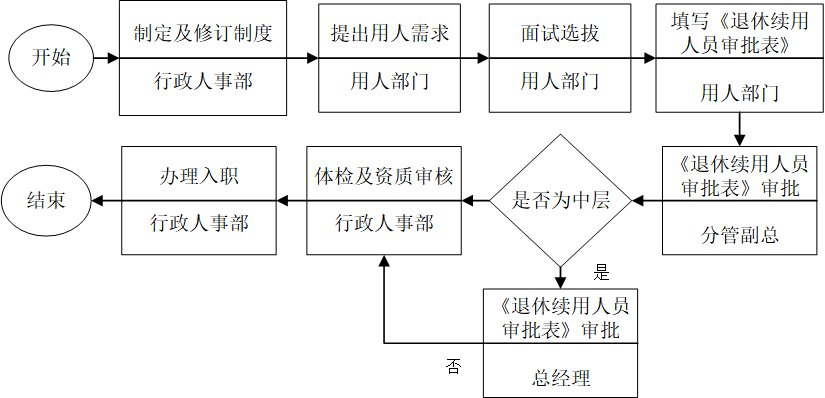 开始
制定及修订制度
行政人事部
提出用人需求
用人部门
面试选拔
用人部门
填写《退休续用
人员审批表》
用人部门
《退休续用人员
审批表》审批
分管副总
是否为中层
体检及资质审核
行政人事部
办理入职
行政人事部
结束
是
《退休续用人员
审批表》审批
总经理
否